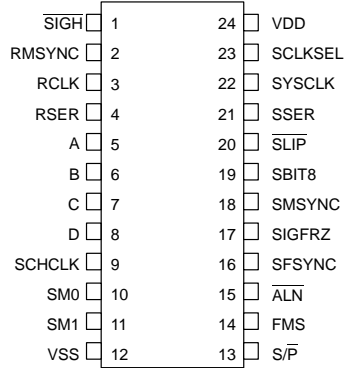 SIGH 1 24 VDD
RMSYNC 2 23 SCLKSEL
RCLK 3 22 SYSCLK
RSER 4 21 SSER
A 5 20 SLIP
B 6 19 SBIT8
C 7 18 SMSYNC
D 8 17 SIGFRZ
SCHCLK 9 16 SFSYNC
SM0 10 15 ALN
SM1 11 14 FMS
VSS 12 13 S/P